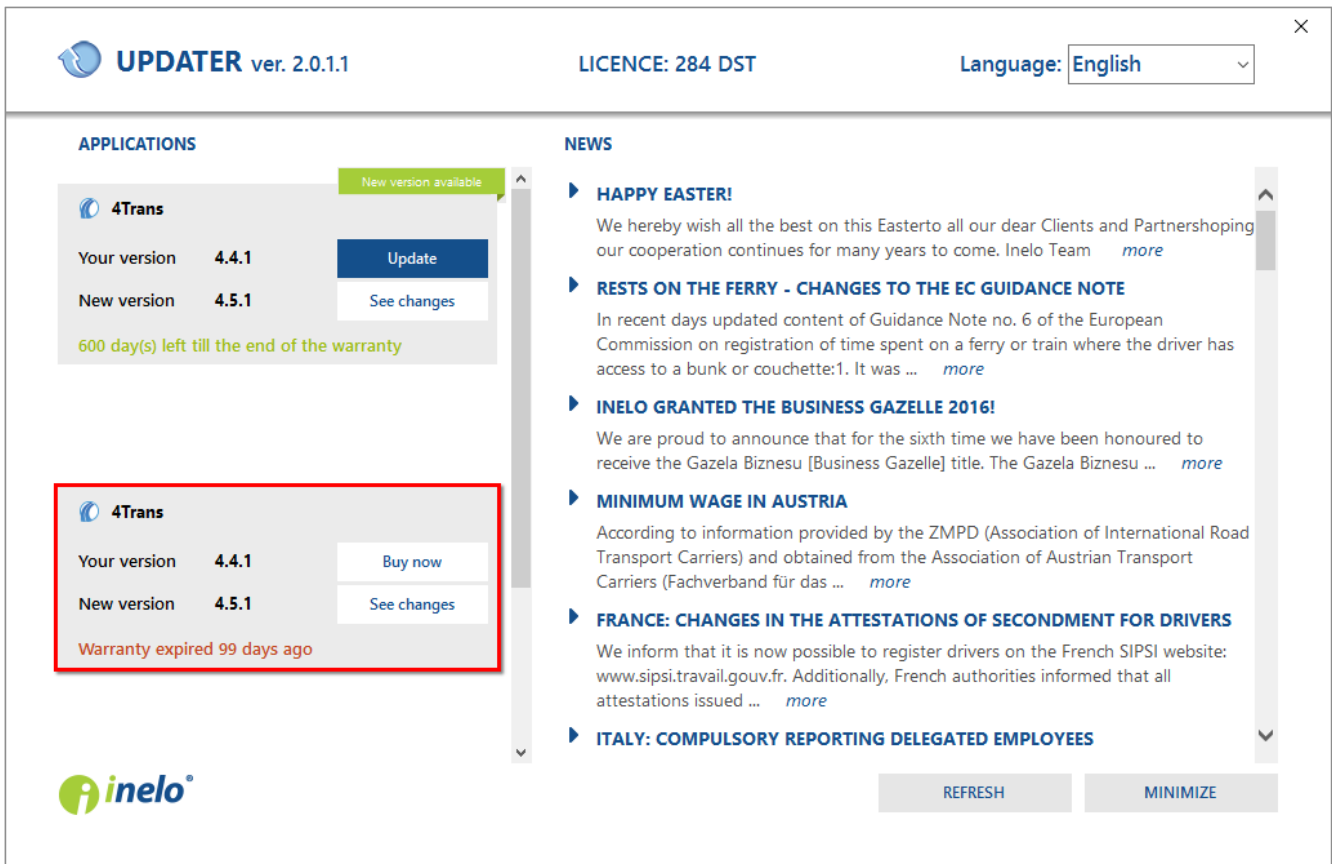 UPDATER ver. 2.0.1.1
LICENCE: 284 DST
Language: English
APPLICATIONS
New version available
4Trans
Your version 4.4.1 Update
New version 4.5.1 See changes
600 day(s) left till the end of the warranty
4Trans
Your version 4.4.1 Buy now
New version 4.5.1 See changes
Warranty expired 99 days ago
NEWS
HAPPY EASTER!
We hereby wish all the best on this Easterto all our dear Clients and Partnershoping
our cooperation continues for many years to come. Inelo Team more
RESTS ON THE FERRY - CHANGES TO THE EC GUIDANCE NOTE
In recent days updated content of Guidance Note no. 6 of the European
Commission on registration of time spent on a ferry or train where the driver has
access to a bunk or couchette:1. It was ... more
INELO GRANTED THE BUSINESS GAZELLE 2016!
We are proud to announce that for the sixth time we have been honoured to
receive the Gazela Biznesu [Business Gazelle] title. The Gazela Biznesu ... more
MINIMUM WAGE IN AUSTRIA
According to information provided by the ZMPD (Association of International Road
Transport Carriers) and obtained from the Association of Austrian Transport
Carriers (Fachverband für das ... more
FRANCE: CHANGES IN THE ATTESTATIONS OF SECONDMENT FOR DRIVERS
We inform that it is now possible to register drivers on the French SIPSI website:
www.sipsi.travail.gouv.fr. Additionally, French authorities informed that all
attestations issued ... more
ITALY: COMPULSORY REPORTING DELEGATED EMPLOYEES
inelo®
REFRESH
MINIMIZE